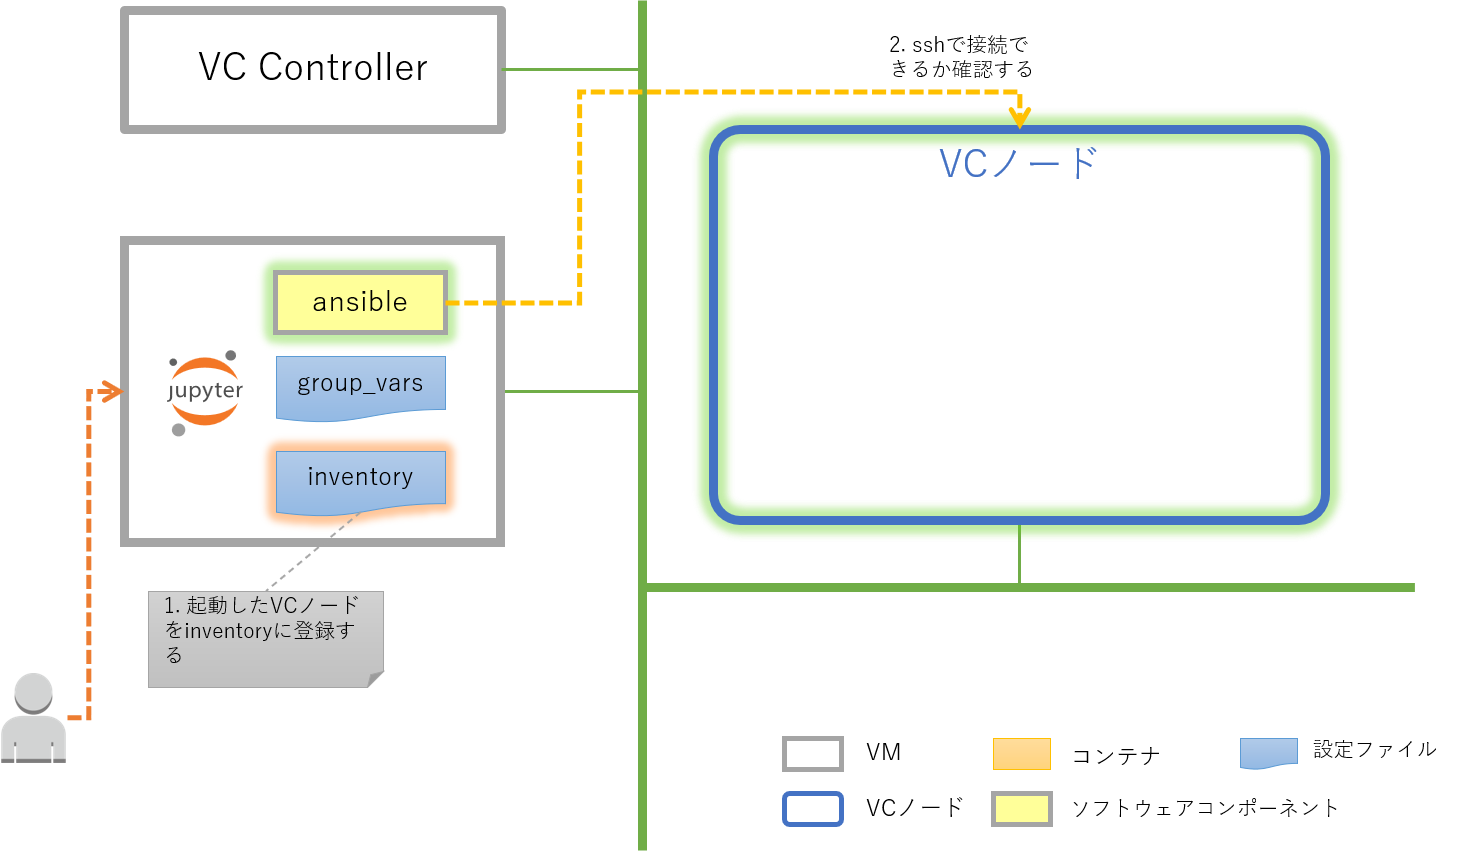 VC Controller
2. sshで接続で
きるか確認する
VCノード
ansible
group_vars
jupyter
inventory
1. 起動したVCノード
をinventoryに登録す
る
VM
コンテナ
設定ファイル
VCノード
ソフトウェアコンポーネント